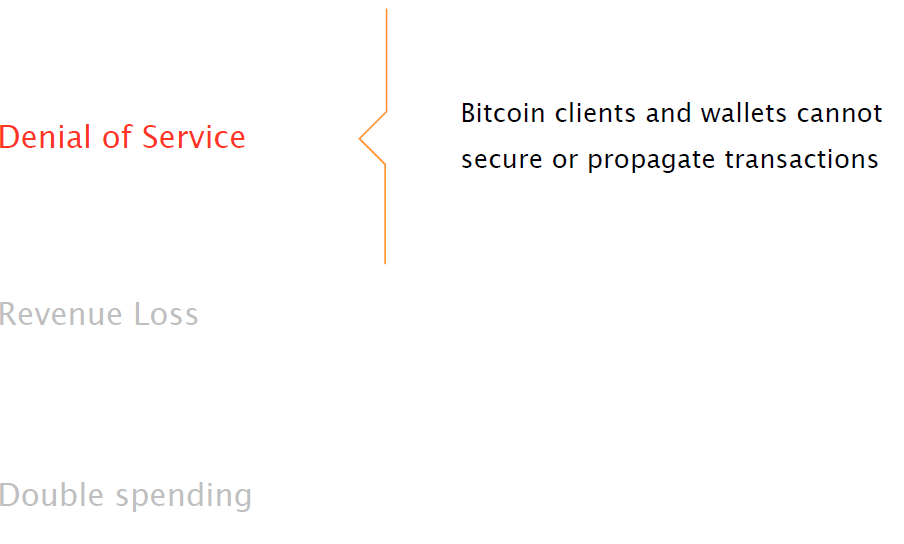 Denial of Service
Bitcoin clients and wallets cannot
secure or propagate transactions
Revenue Loss
Double spending